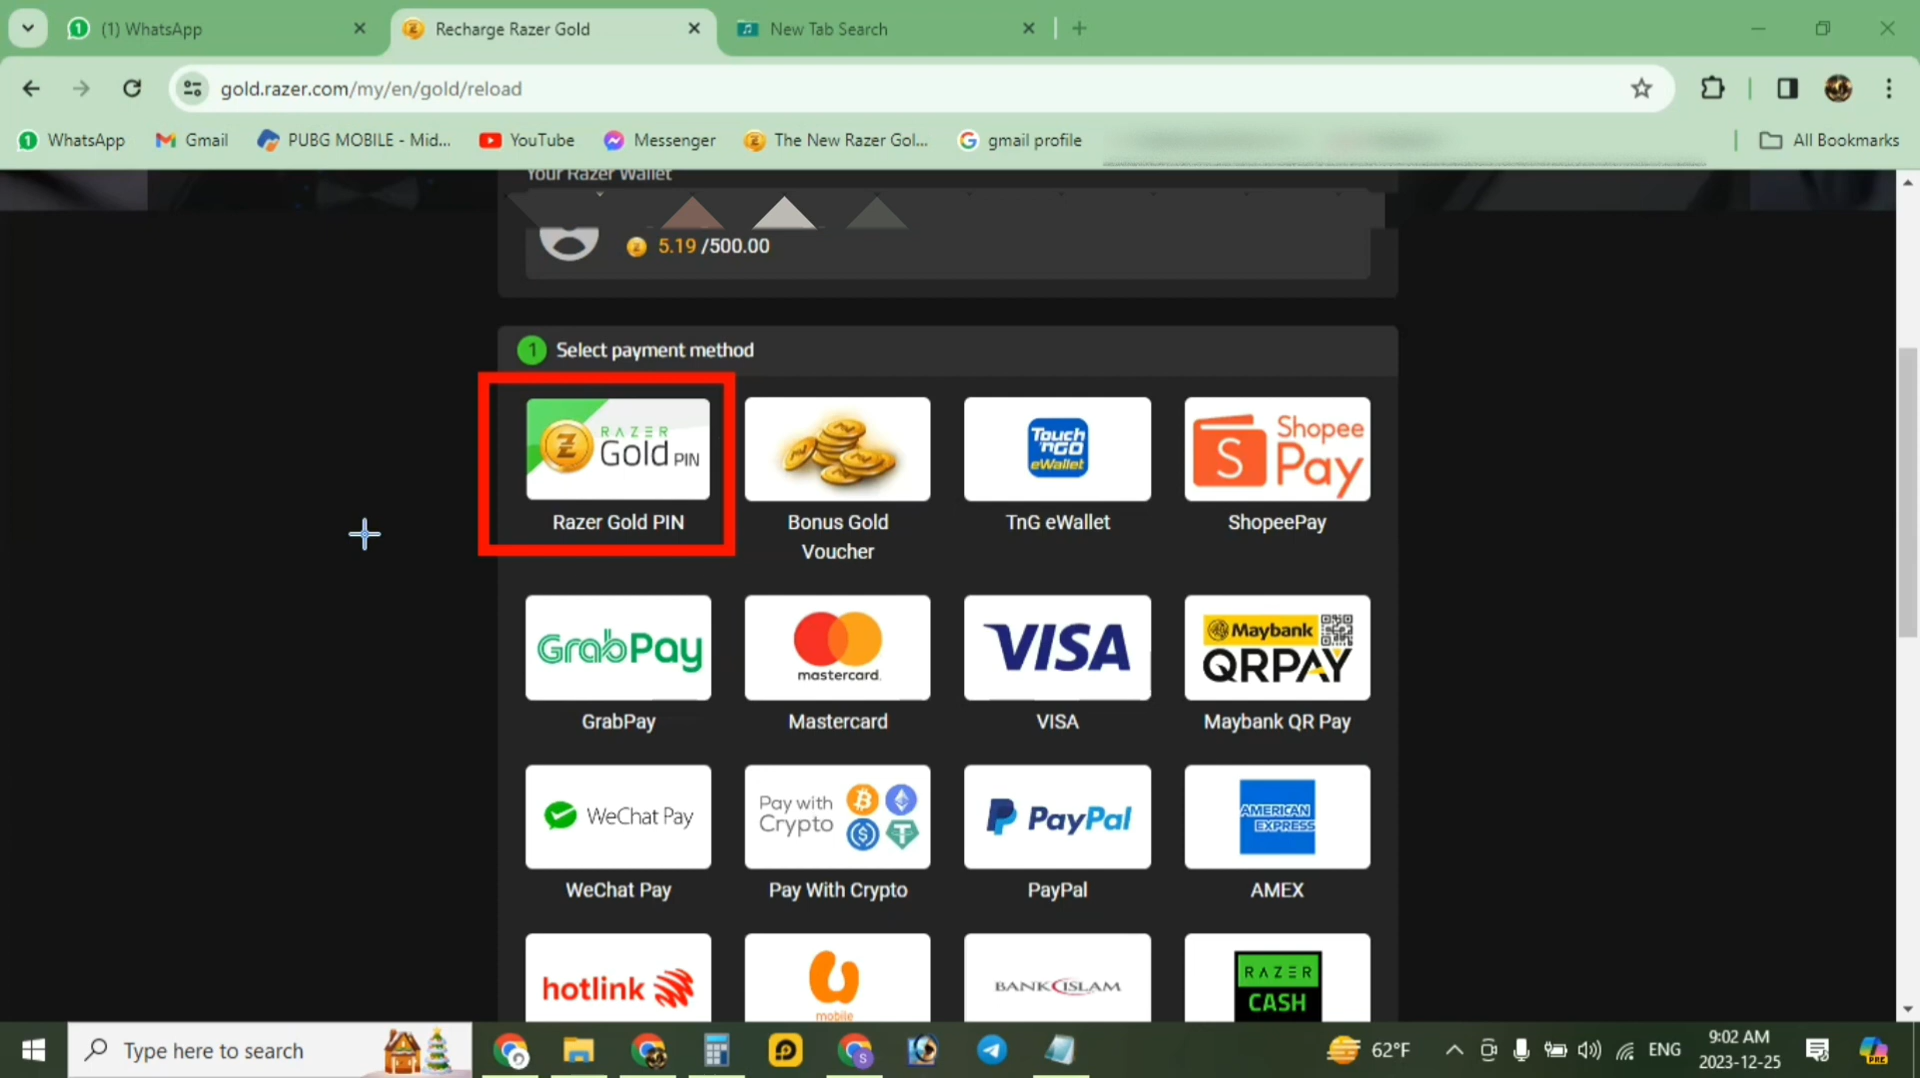 (1) WhatsApp
Recharge Razer Gold
New Tab Search
gold.razer.com/my/en/gold/reload
WhatsApp
Gmail
PUBG MOBILE - Mid...
YouTube
Messenger
The New Razer Gol...
gmail profile
All Bookmarks
Your Razer Wallet
5.19 /500.00
1 Select payment method
RAZER
Gold PIN
Touch
'nGO
eWallet
Shopee
Pay
Razer Gold PIN
Bonus Gold
Voucher
TnG eWallet
ShopeePay
GrabPay
mastercard.
VISA
Maybank
QRPAY
GrabPay
Mastercard
VISA
Maybank QR Pay
WeChat Pay
Pay with
Crypto
PayPal
AMERICAN
EXPRESS
WeChat Pay
Pay With Crypto
PayPal
AMEX
hotlink
mobile
BANK ISLAM
RAZER
CASH
Type here to search
62°F
ENG
9:02 AM
2023-12-25
PRE